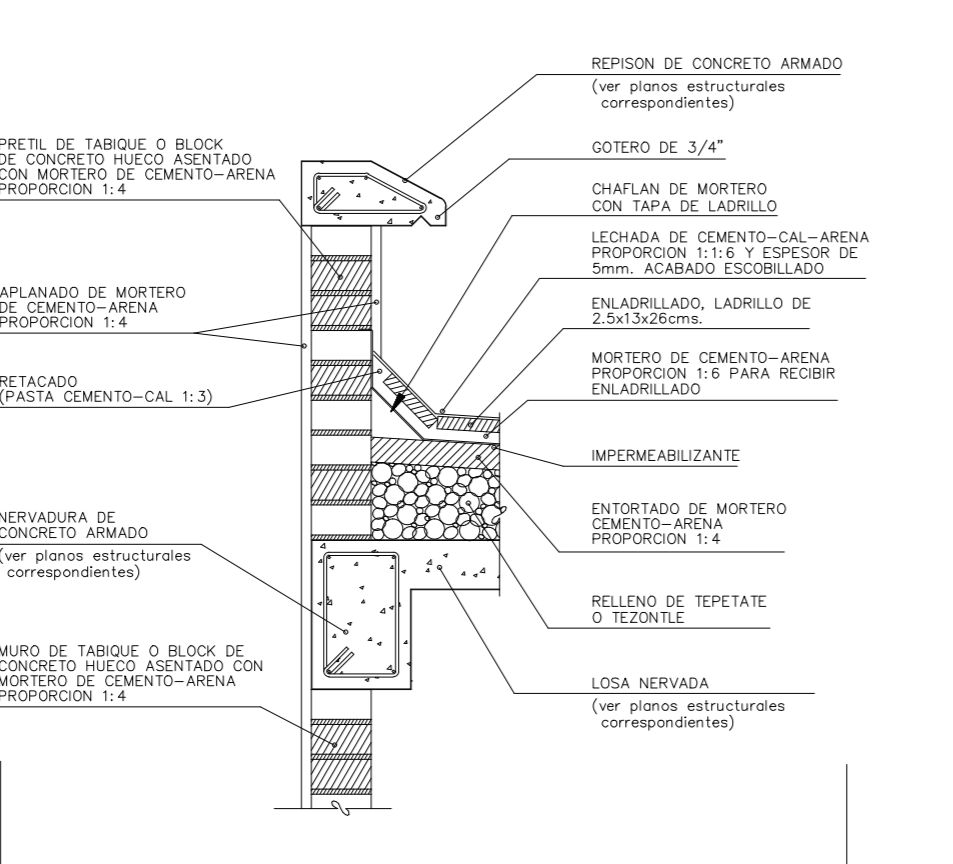 PRETIL DE TABIQUE O BLOCK
DE CONCRETO HUECO ASENTADO
CON MORTERO DE CEMENTO-ARENA
PROPORCION 1:4
APLANADO DE MORTERO
DE CEMENTO-ARENA
PROPORCION 1:4
RETACADO
(PASTA CEMENTO-CAL 1:3)
NERVADURA DE
CONCRETO ARMADO
(ver planos estructurales
correspondientes)
MURO DE TABIQUE O BLOCK DE
CONCRETO HUECO ASENTADO CON
MORTERO DE CEMENTO-ARENA
PROPORCION 1:4
REPISON DE CONCRETO ARMADO
(ver planos estructurales
correspondientes)
GOTERO DE 3/4"
CHAFLAN DE MORTERO
CON TAPA DE LADRILLO
LECHADA DE CEMENTO-CAL-ARENA
PROPORCION 1:1:6 Y ESPESOR DE
5mm. ACABADO ESCOBILLADO
ENLADRILLADO, LADRILLO DE
2.5x13x26cms.
MORTERO DE CEMENTO-ARENA
PROPORCION 1:6 PARA RECIBIR
ENLADRILLADO
IMPERMEABILIZANTE
ENTORTADO DE MORTERO
CEMENTO-ARENA
PROPORCION 1:4
RELLENO DE TEPETATE
O TEZONTLE
LOSA NERVADA
(ver planos estructurales
correspondientes)